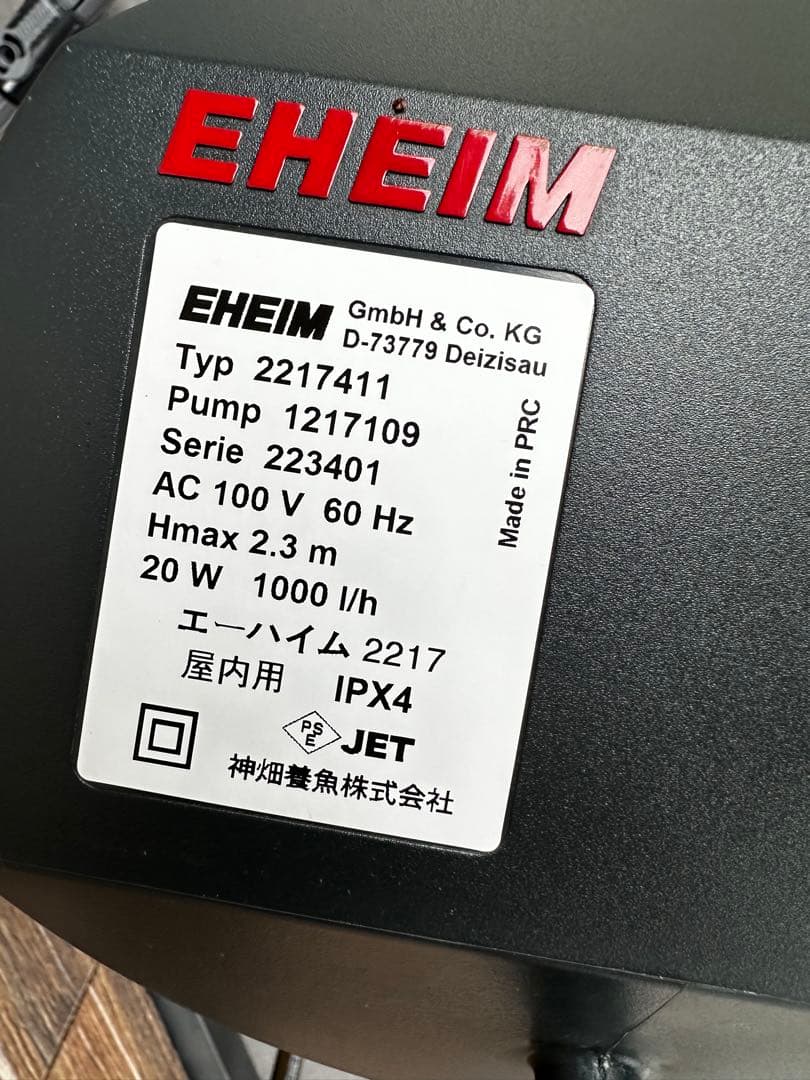 EHEIM
EHEIM GmbH & Co. KG
D-73779 Deizisau
Typ 2217411
Pump 1217109
Serie 223401
AC 100 V 60 Hz
Hmax 2.3 m
20 W 1000 l/h
Made in PRC
エーハイム 2217
屋内用 IPX4
PSE JET
神畑養魚株式会社